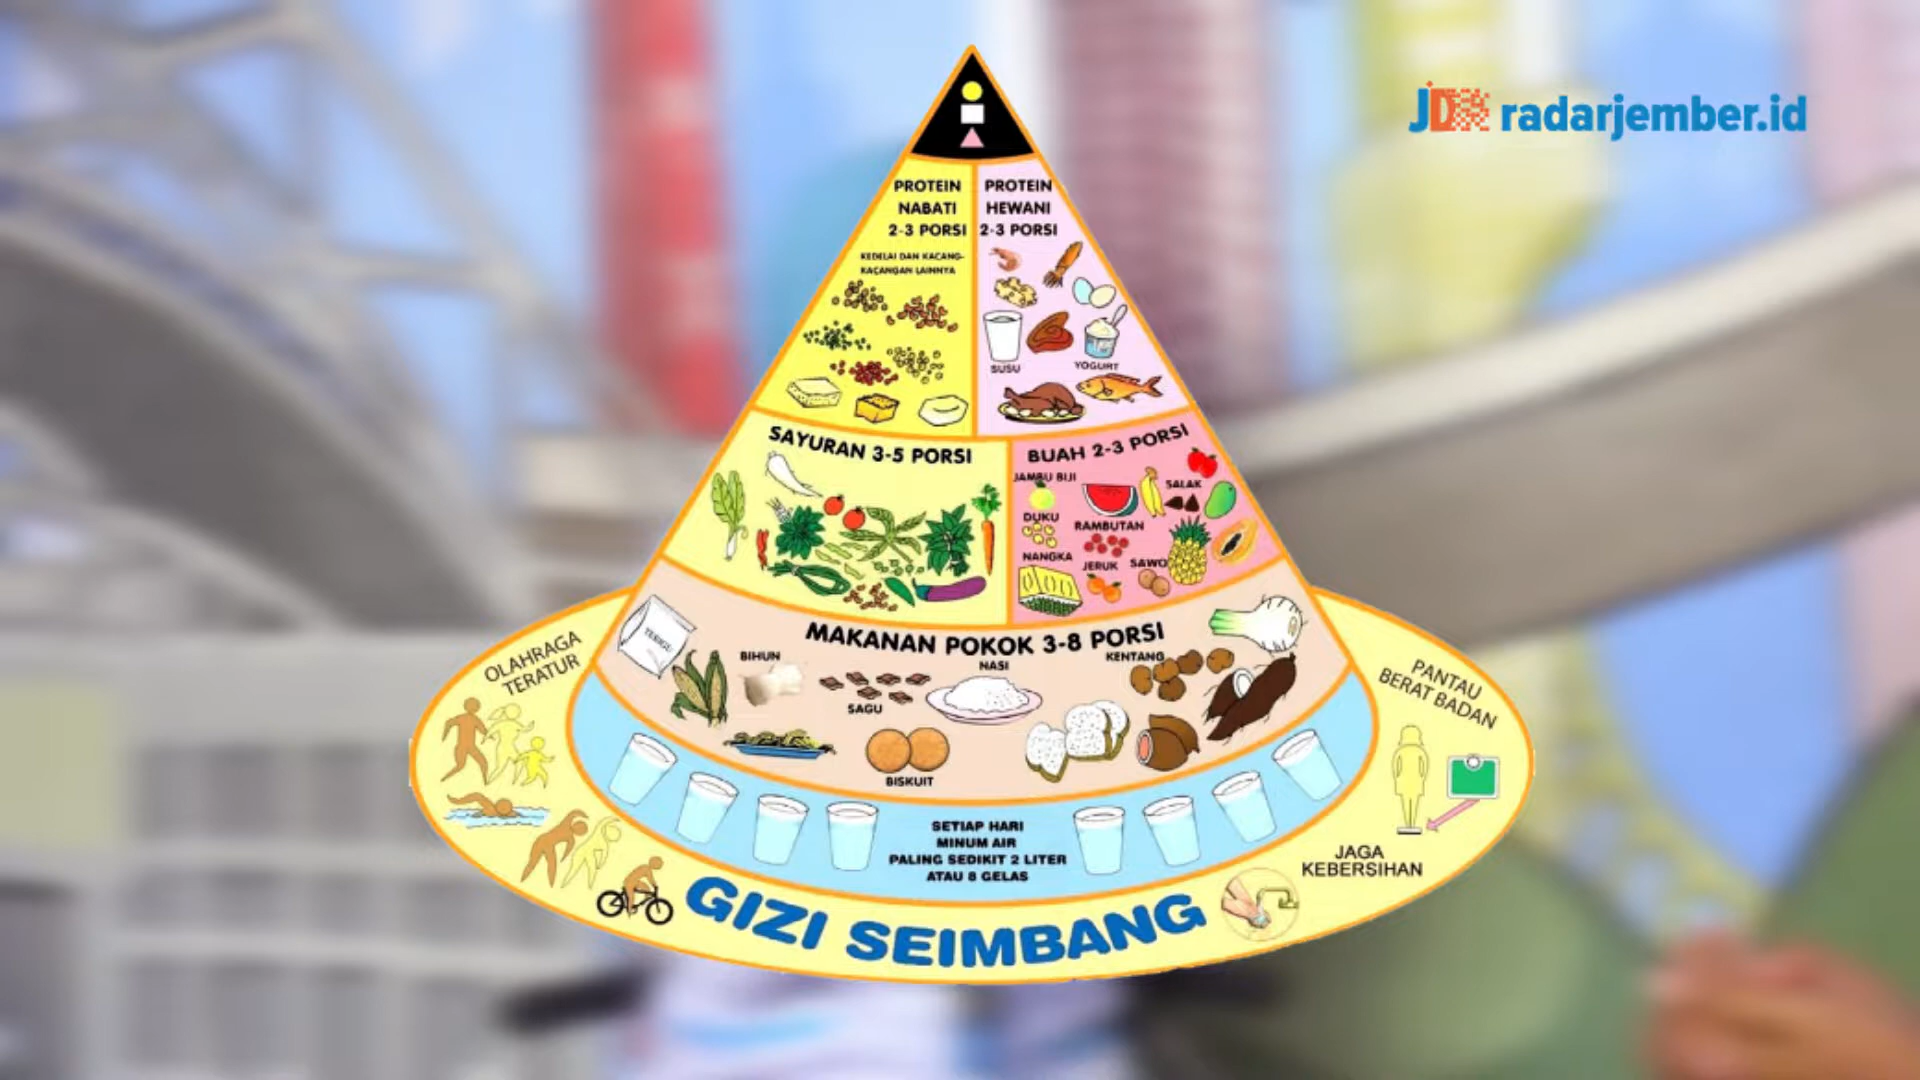 JD radarjember.id
PROTEIN
NABATI
2-3 PORSI
KEDELAI DAN KACANG-
KACANGAN LAINNYA
PROTEIN
HEWANI
2-3 PORSI
SUSU
YOGURT
SAYURAN 3-5 PORSI
BUAH 2-3 PORSI
JAMBU BIJI
SALAK
DUKU
RAMBUTAN
NANGKA
JERUK
SAWO
MAKANAN POKOK 3-8 PORSI
TERIGU
BIHUN
NASI
KENTANG
SAGU
BISKUIT
OLAHRAGA
TERATUR
PANTAU
BERAT BADAN
SETIAP HARI
MINUM AIR
PALING SEDIKIT 2 LITER
ATAU 8 GELAS
JAGA
KEBERSIHAN
GIZI SEIMBANG